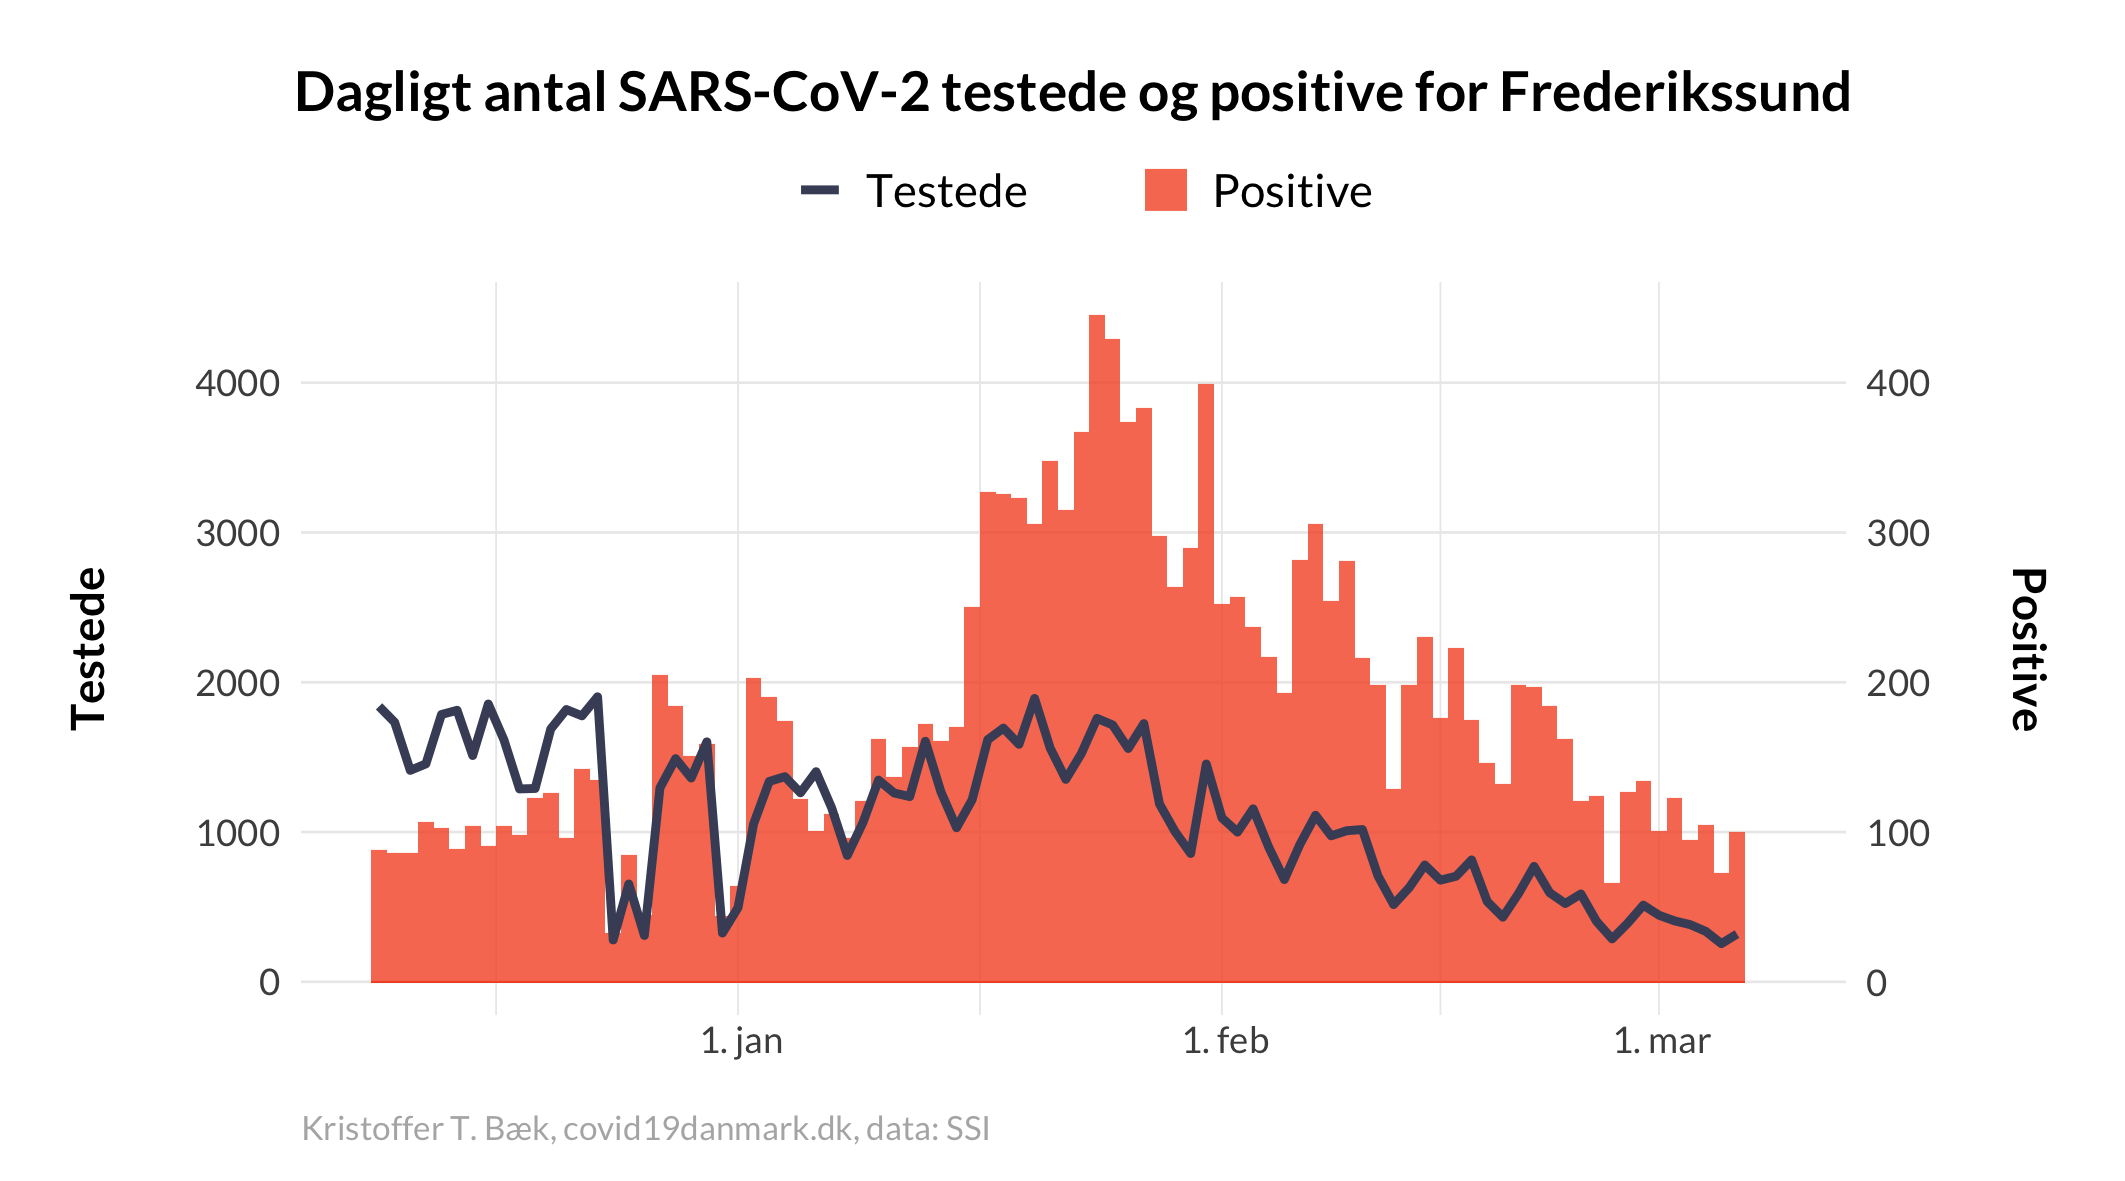 Dagligt antal SARS-CoV-2 testede og positive for Frederikssund
Testede Positive
4000 400
3000 300
2000 200
1000 100
0 0
Testede
Positive
1. jan 1. feb 1. mar
Kristoffer T. Bæk, covid19danmark.dk, data: SSI